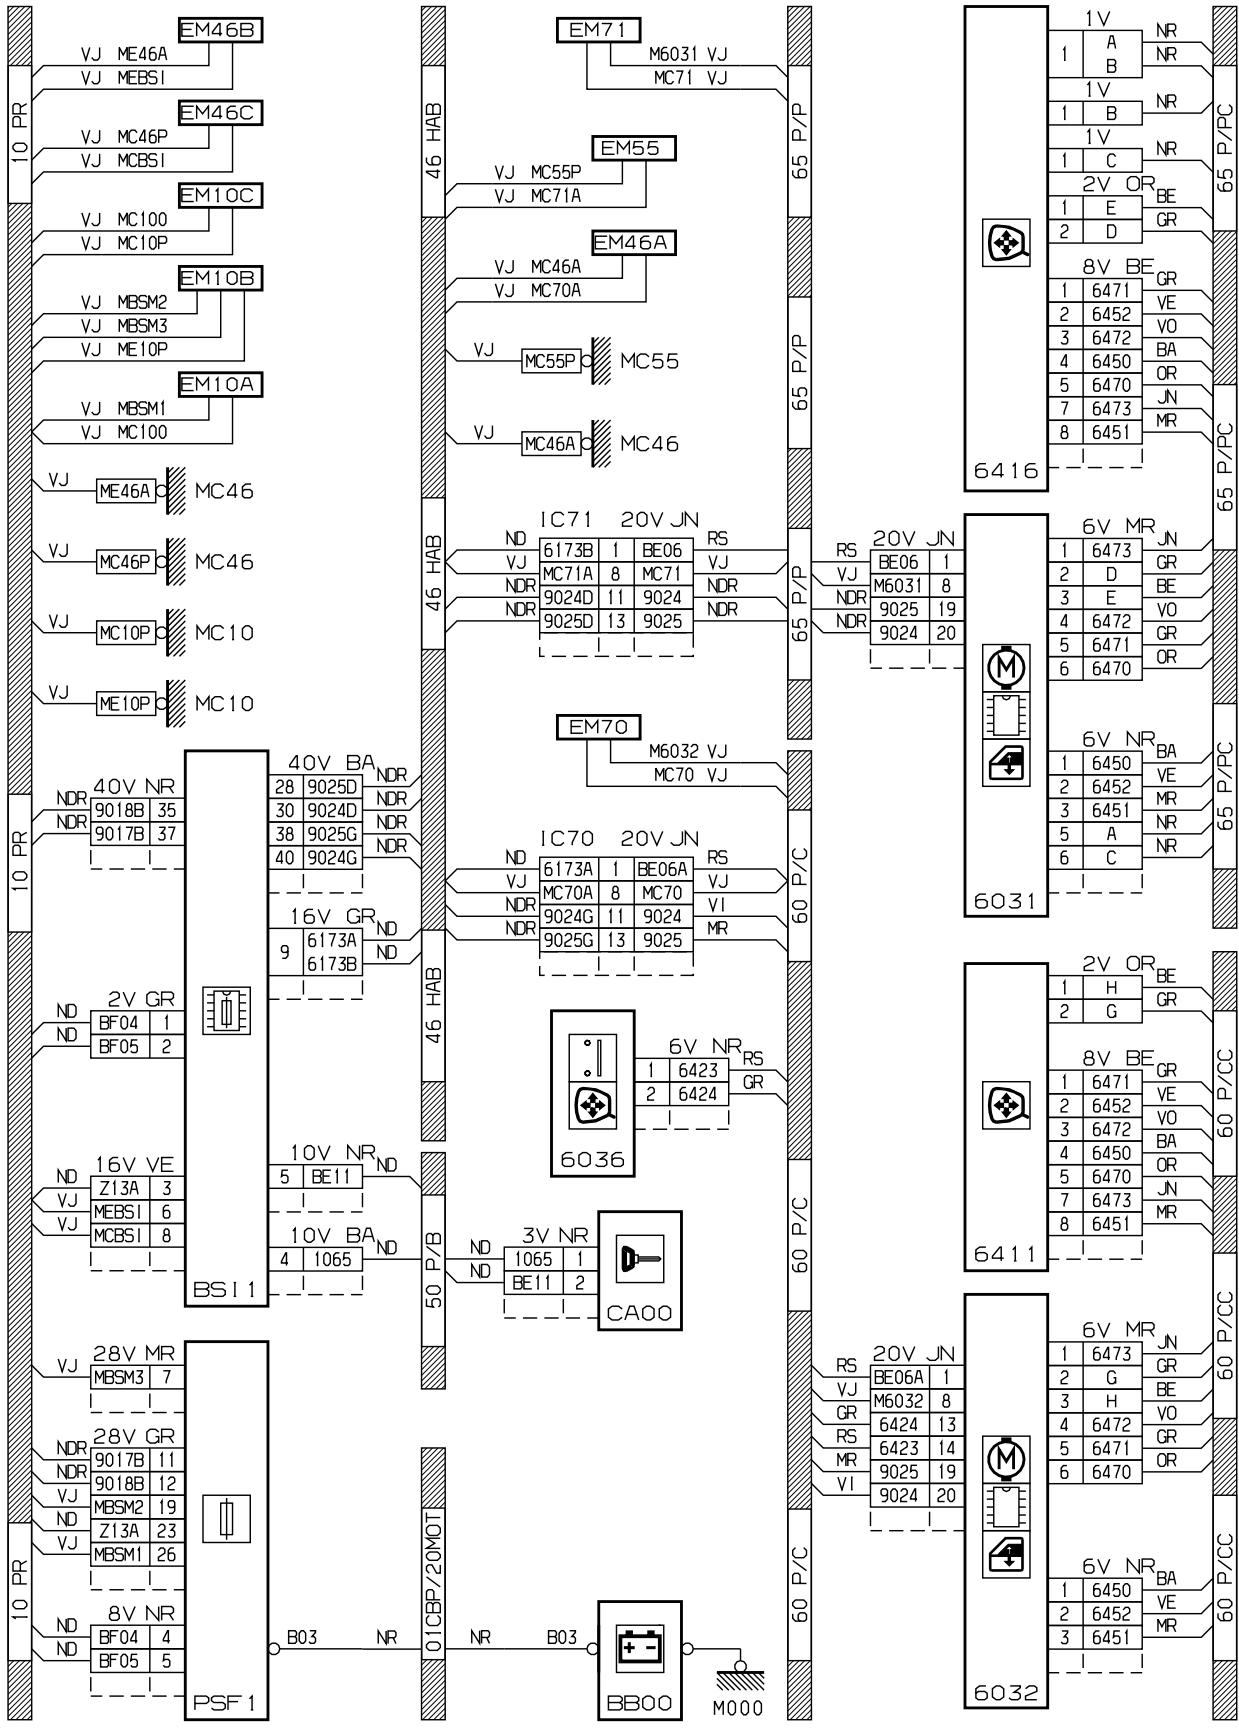 10 PR
EM46B
VJ ME46A
VJ MEBSI
EM46C
VJ MC46P
VJ MCBSI
EM10C
VJ MC100
VJ MC10P
EM10B
VJ MBSM2
VJ MBSM3
VJ ME10P
EM10A
VJ MBSM1
VJ MC100
VJ ME46A MC46
VJ MC46P MC46
VJ MC10P MC10
VJ ME10P MC10
10 PR
40V NR
NDR 9018B 35
NDR 9017B 37
2V GR
ND BF04 1
ND BF05 2
16V VE
ND Z13A 3
VJ MEBSI 6
VJ MCBSI 8
BSI1
40V BA
28 9025D NDR
30 9024D NDR
38 9025G NDR
40 9024G NDR
16V GR
9 6173A ND
6173B ND
10V NR
5 BE11 ND
10V BA
4 1065 ND
28V MR
VJ MBSM3 7
28V GR
NDR 9017B 11
NDR 9018B 12
VJ MBSM2 19
ND Z13A 23
VJ MBSM1 26
10 PR
8V NR
ND BF04 4
ND BF05 5
PSF1
B03 NR
46 HAB
46 HAB
46 HAB
50 P/B
01CBP/20MOT
EM71
M6031 VJ
MC71 VJ
EM55
VJ MC55P
VJ MC71A
EM46A
VJ MC46A
VJ MC70A
VJ MC55P MC55
VJ MC46A MC46
IC71 20V JN
ND 6173B 1 BE06 RS
VJ MC71A 8 MC71 VJ
NDR 9024D 11 9024 NDR
NDR 9025D 13 9025 NDR
EM70
M6032 VJ
MC70 VJ
IC70 20V JN
ND 6173A 1 BE06A RS
VJ MC70A 8 MC70 VJ
NDR 9024G 11 9024 VI
NDR 9025G 13 9025 MR
6036
6V NR
1 6423 RS
2 6424 GR
3V NR
ND 1065 1
ND BE11 2
CA00
NR B03
BB00
M000
65 P/P
65 P/P
65 P/P
60 P/C
60 P/C
60 P/C
6416
1V
1 A NR
B NR
1V
1 B NR
1V
1 C NR
2V OR
1 E BE
2 D GR
8V BE
1 6471 GR
2 6452 VE
3 6472 VO
4 6450 BA
5 6470 OR
7 6473 JN
8 6451 MR
20V JN
RS BE06 1
VJ M6031 8
NDR 9025 19
NDR 9024 20
6031
6V MR
1 6473 JN
2 D GR
3 E BE
4 6472 VO
5 6471 GR
6 6470 OR
6V NR
1 6450 BA
2 6452 VE
3 6451 MR
5 A NR
6 C NR
6411
2V OR
1 H BE
2 G GR
8V BE
1 6471 GR
2 6452 VE
3 6472 VO
4 6450 BA
5 6470 OR
7 6473 JN
8 6451 MR
20V JN
RS BE06A 1
VJ M6032 8
GR 6424 13
RS 6423 14
MR 9025 19
VI 9024 20
6032
6V MR
1 6473 JN
2 G GR
3 H BE
4 6472 VO
5 6471 GR
6 6470 OR
6V NR
1 6450 BA
2 6452 VE
3 6451 MR
65 P/PC
65 P/PC
65 P/PC
60 P/CC
60 P/CC
60 P/CC
M
M